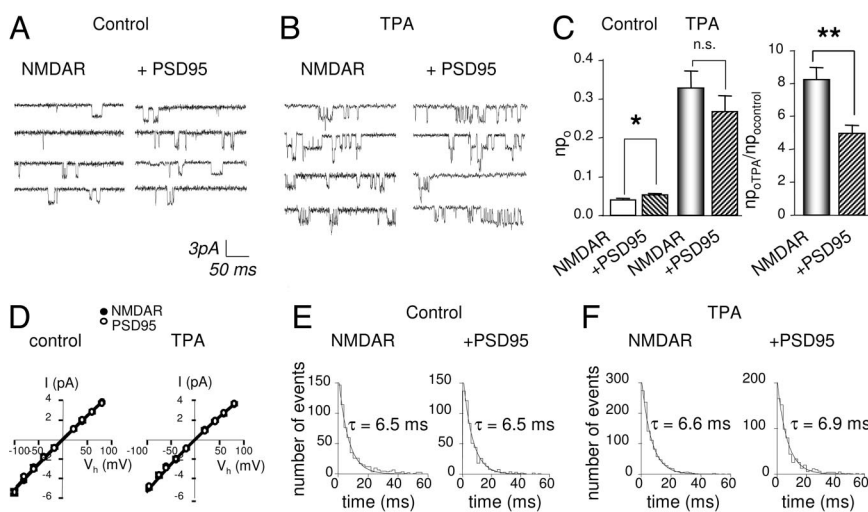 A
Control
NMDAR
+ PSD95
B
TPA
NMDAR
+ PSD95
3pA
50 ms
C
Control
TPA
n.s.
*
**
npo
0.4
0.3
0.2
0.1
0.0
NMDAR
+PSD95
NMDAR
+PSD95
npoTPA/npocontrol
10
8
6
4
2
0
NMDAR
+PSD95
D
NMDAR
PSD95
control
TPA
I (pA)
4
2
-100
-50
50
100
-2
-4
-6
Vh (mV)
I (pA)
4
2
-100
-50
50
100
-2
-4
-6
Vh (mV)
E
Control
NMDAR
+PSD95
number of events
150
100
50
0
τ = 6.5 ms
0
20
40
60
time (ms)
150
100
50
0
τ = 6.5 ms
0
20
40
60
time (ms)
F
TPA
NMDAR
+PSD95
number of events
300
200
100
0
τ = 6.6 ms
0
20
40
60
time (ms)
200
100
0
τ = 6.9 ms
0
20
40
60
time (ms)